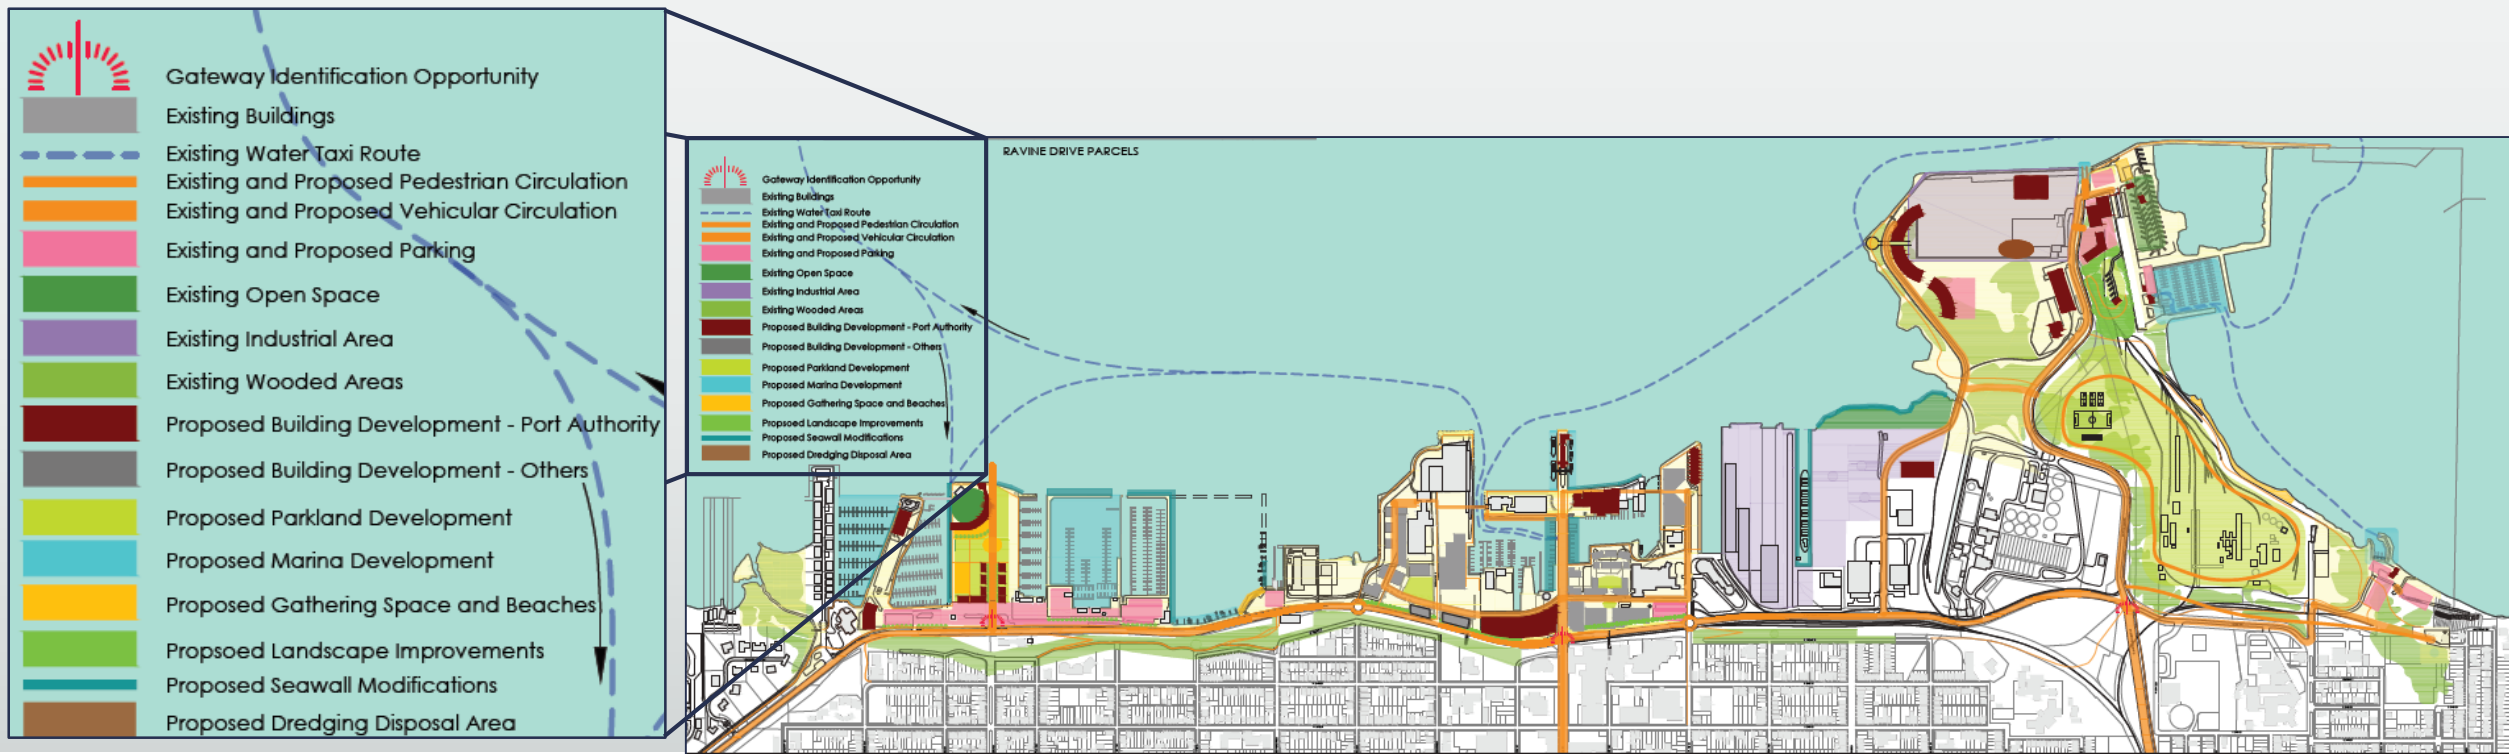 Gateway Identification Opportunity
Existing Buildings
Existing Water Taxi Route
Existing and Proposed Pedestrian Circulation
Existing and Proposed Vehicular Circulation
Existing and Proposed Parking
Existing Open Space
Existing Industrial Area
Existing Wooded Areas
Proposed Building Development - Port Authority
Proposed Building Development - Others
Proposed Parkland Development
Proposed Marina Development
Proposed Gathering Space and Beaches
Propsoed Landscape Improvements
Proposed Seawall Modifications
Proposed Dredging Disposal Area
RAVINE DRIVE PARCELS
Gateway Identification Opportunity
Existing Buildings
Existing Water Taxi Route
Existing and Proposed Pedestrian Circulation
Existing and Proposed Vehicular Circulation
Existing and Proposed Parking
Existing Open Space
Existing Industrial Area
Existing Wooded Areas
Proposed Building Development - Port Authority
Proposed Building Development - Others
Proposed Parkland Development
Proposed Marina Development
Proposed Gathering Space and Beaches
Propsoed Landscape Improvements
Proposed Seawall Modifications
Proposed Dredging Disposal Area